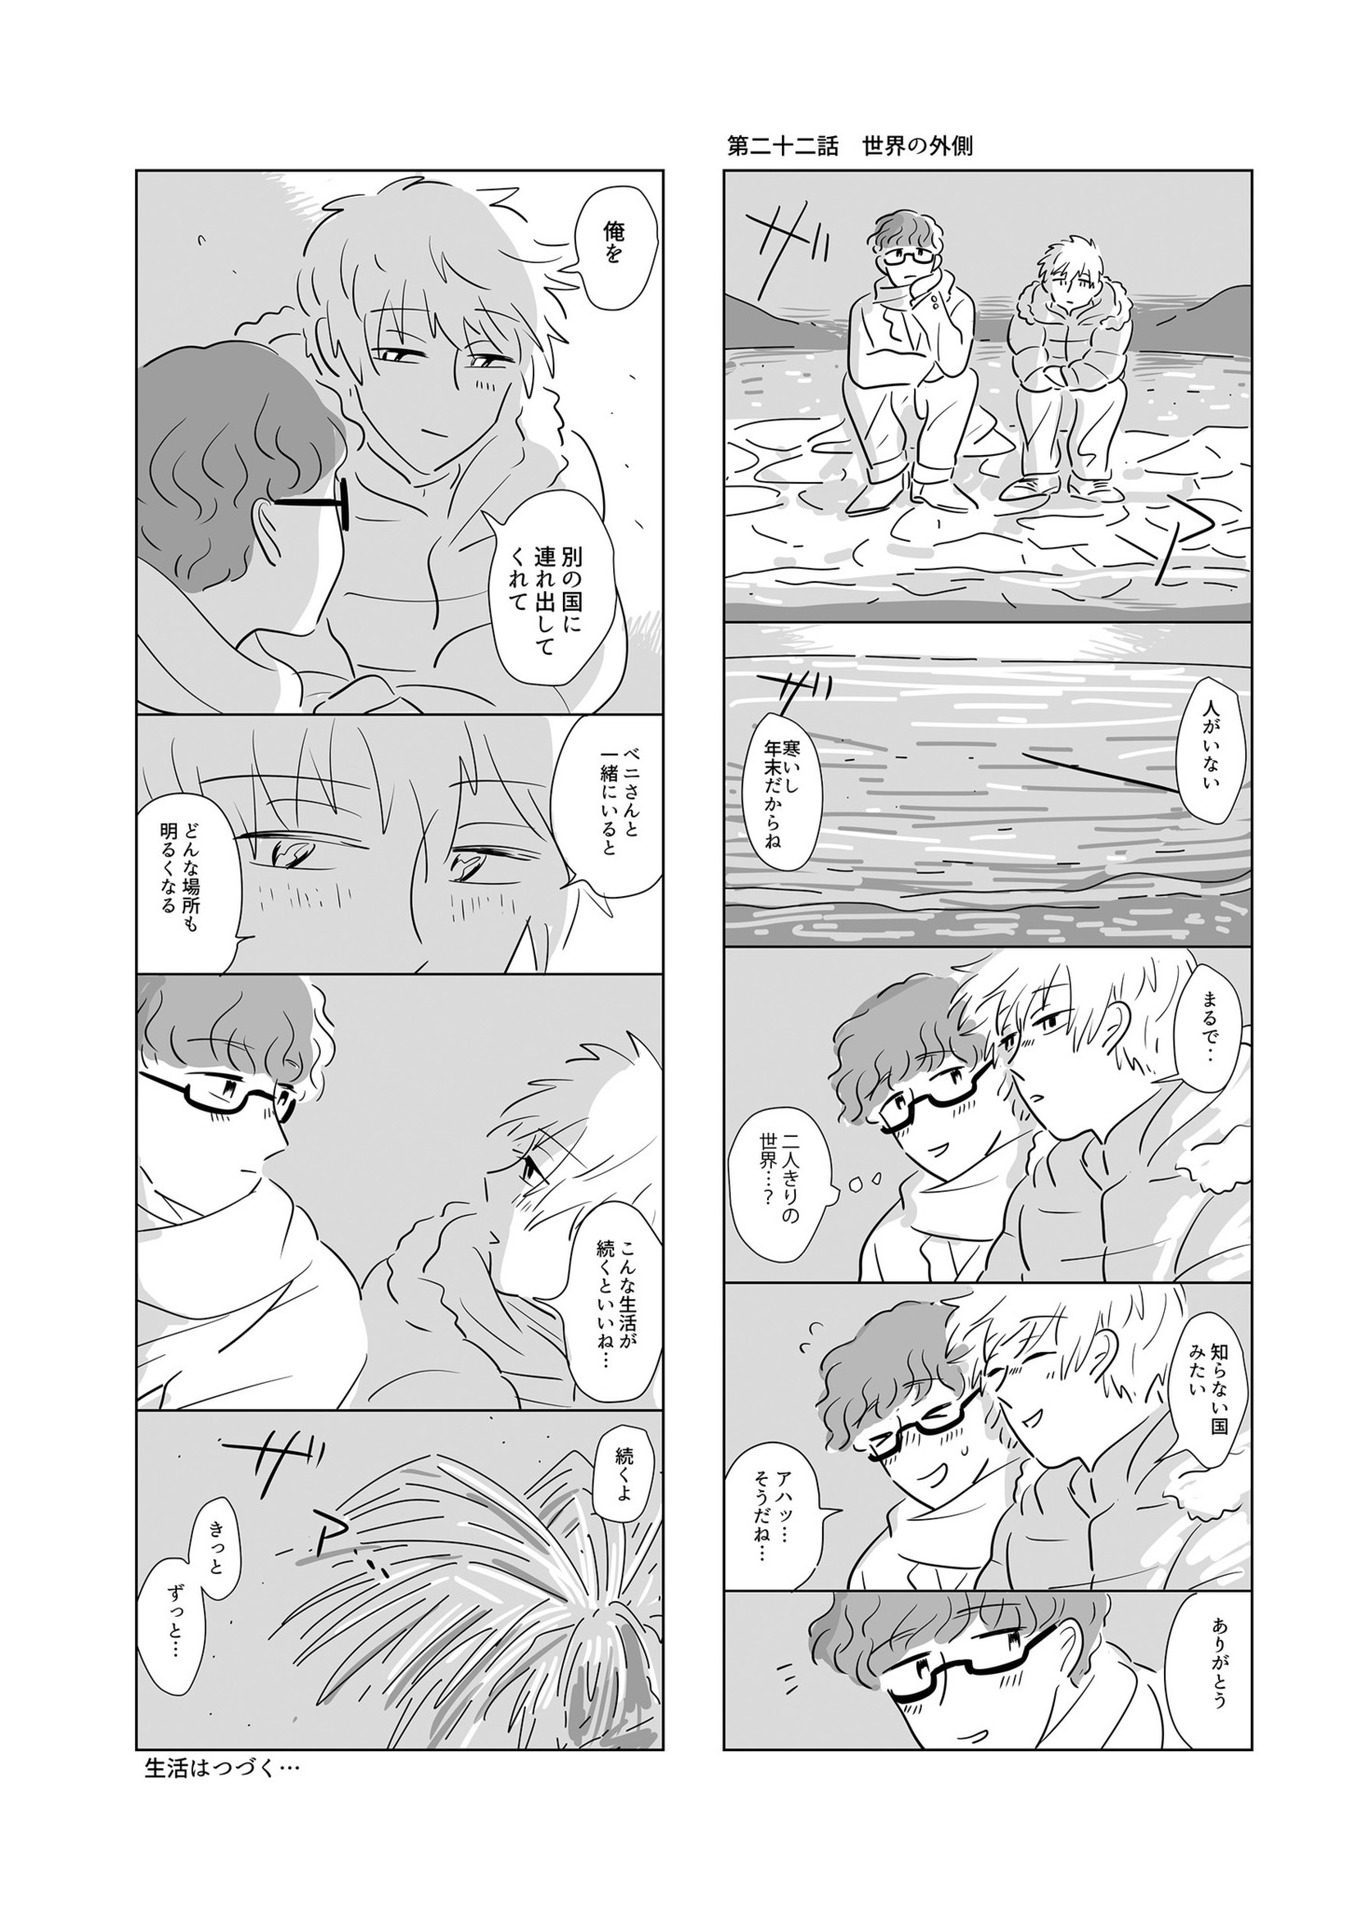 第二十二話　世界の外側
ザ
ア
人がいない
ザ
寒いし
年末だからね
まるで‥
二人きりの
世界…?
知らない国
みたい
アハッ…
そうだね…
ありがとう
俺を
別の国に
連れ出して
くれて
ベニさんと
一緒にいると
どんな場所も
明るくなる
こんな生活が
続くといいね…
続くよ
ザ
ア
きっと
ずっと…
生活はつづく…